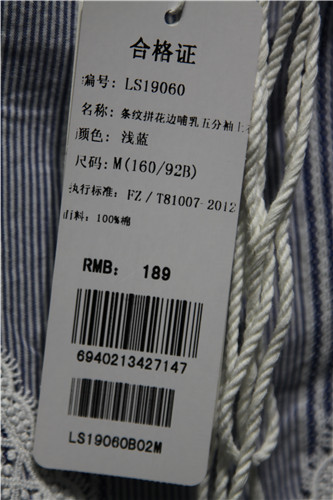 合格证
编号: LS19060
名称: 条纹拼花边哺乳五分袖上
颜色: 浅蓝
尺码: M(160/92B)
执行标准: FZ/T81007-2012
材料: 100%棉
RMB: 189
6940213427147
LS19060B02M